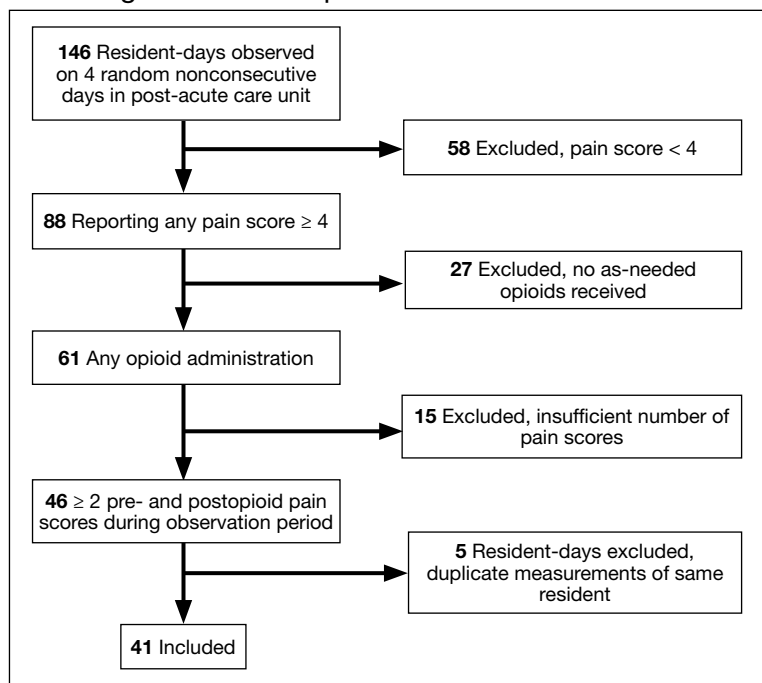 146 Resident-days observed
on 4 random nonconsecutive
days in post-acute care unit
58 Excluded, pain score < 4
88 Reporting any pain score ≥ 4
27 Excluded, no as-needed
opioids received
61 Any opioid administration
15 Excluded, insufficient number of
pain scores
46 ≥ 2 pre- and postopioid pain
scores during observation period
5 Resident-days excluded,
duplicate measurements of same
resident
41 Included